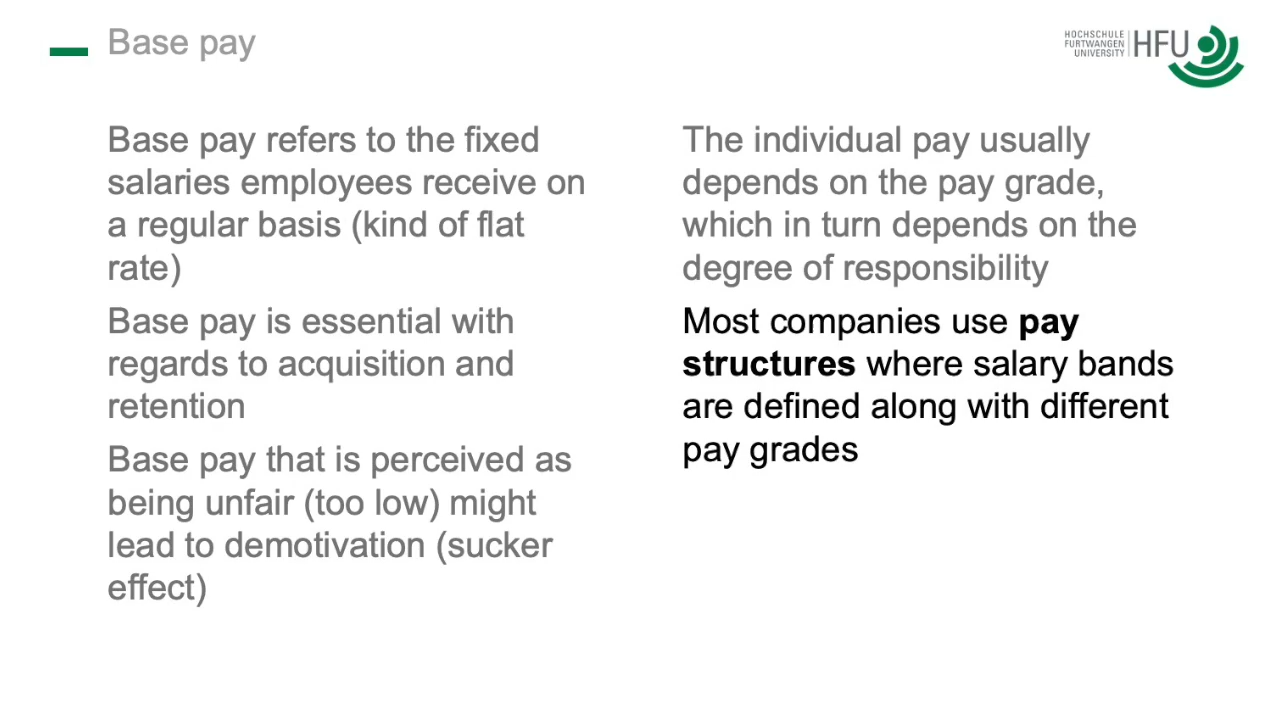 Base pay
HOCHSCHULE
FURTWANGEN
UNIVERSITY
HFU
Base pay refers to the fixed
salaries employees receive on
a regular basis (kind of flat
rate)
Base pay is essential with
regards to acquisition and
retention
Base pay that is perceived as
being unfair (too low) might
lead to demotivation (sucker
effect)
The individual pay usually
depends on the pay grade,
which in turn depends on the
degree of responsibility
Most companies use pay
structures where salary bands
are defined along with different
pay grades